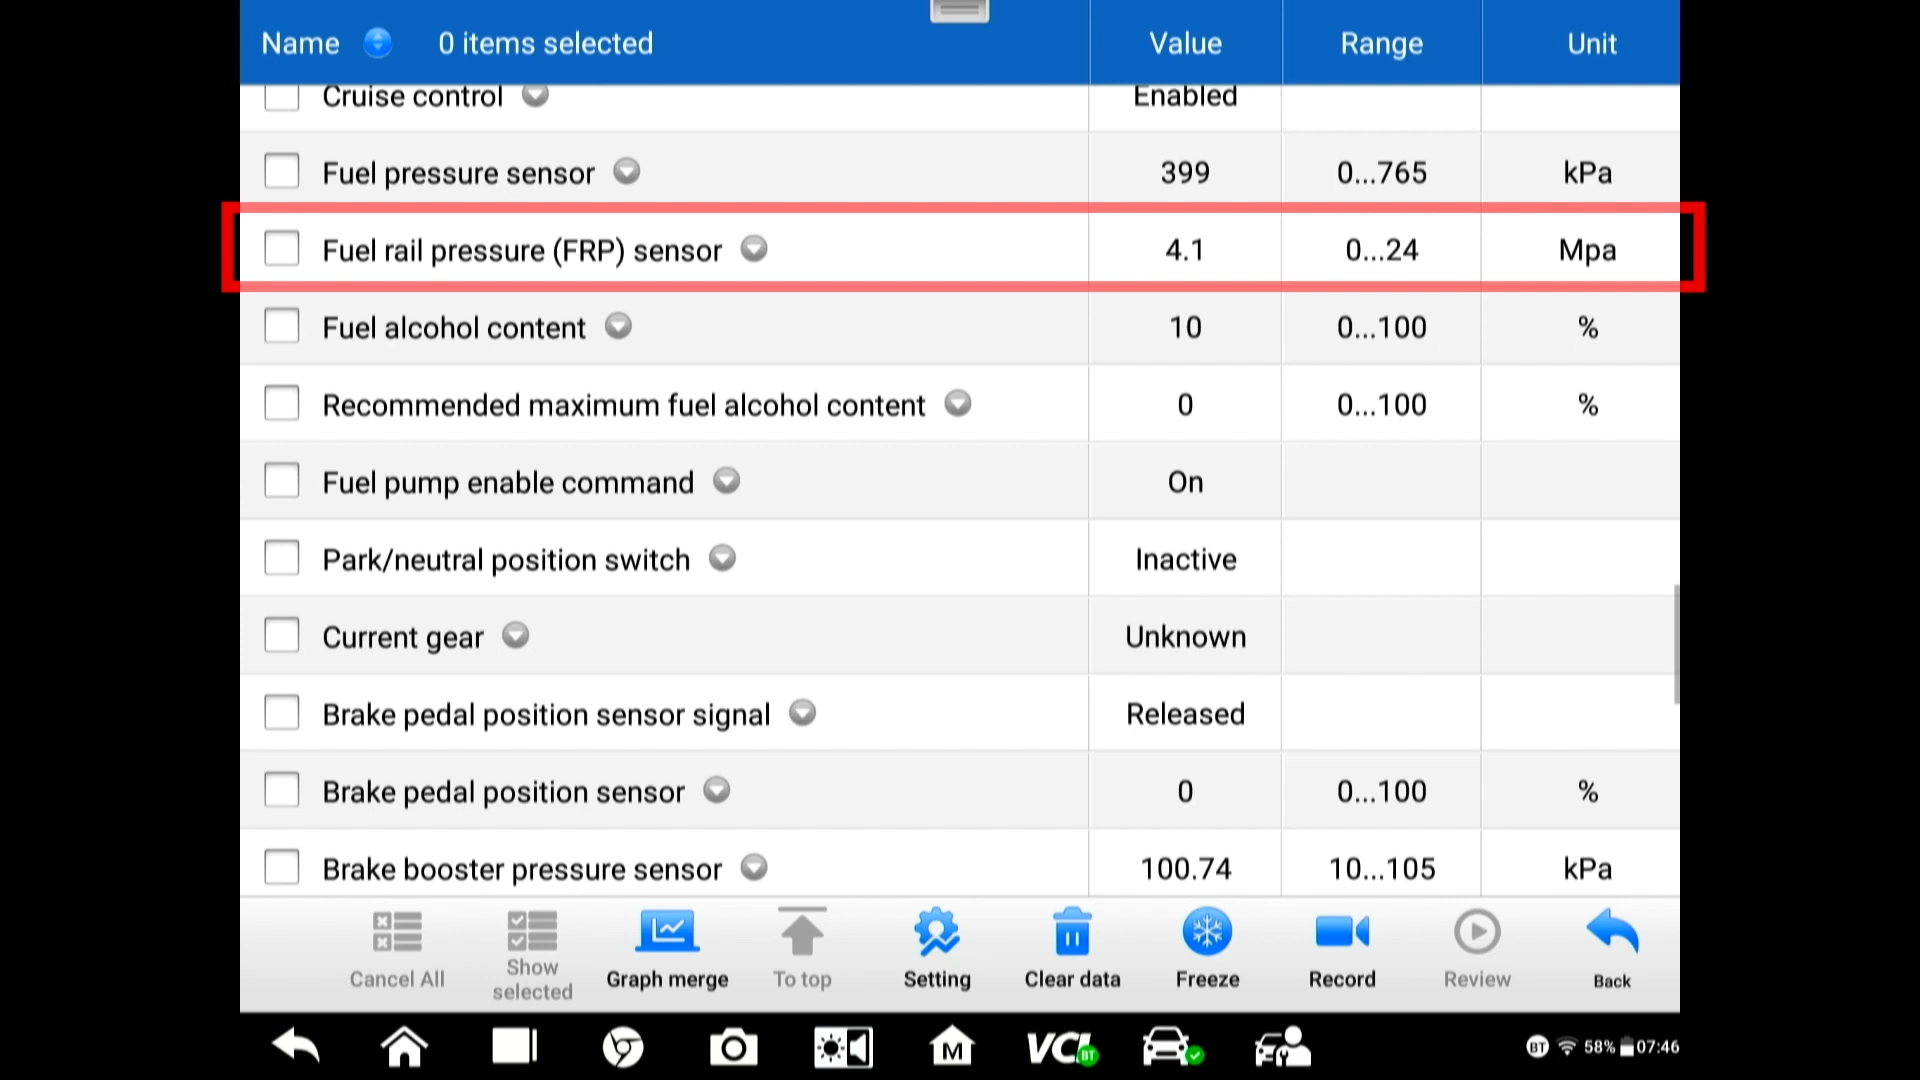 Name 0 items selected Value Range Unit
Cruise control Enabled
Fuel pressure sensor 399 0...765 kPa
Fuel rail pressure (FRP) sensor 4.1 0...24 Mpa
Fuel alcohol content 10 0...100 %
Recommended maximum fuel alcohol content 0 0...100 %
Fuel pump enable command On
Park/neutral position switch Inactive
Current gear Unknown
Brake pedal position sensor signal Released
Brake pedal position sensor 0 0...100 %
Brake booster pressure sensor 100.74 10...105 kPa
Cancel All Show selected Graph merge To top Setting Clear data Freeze Record Review Back
M VCI BT BT 58% 07:46